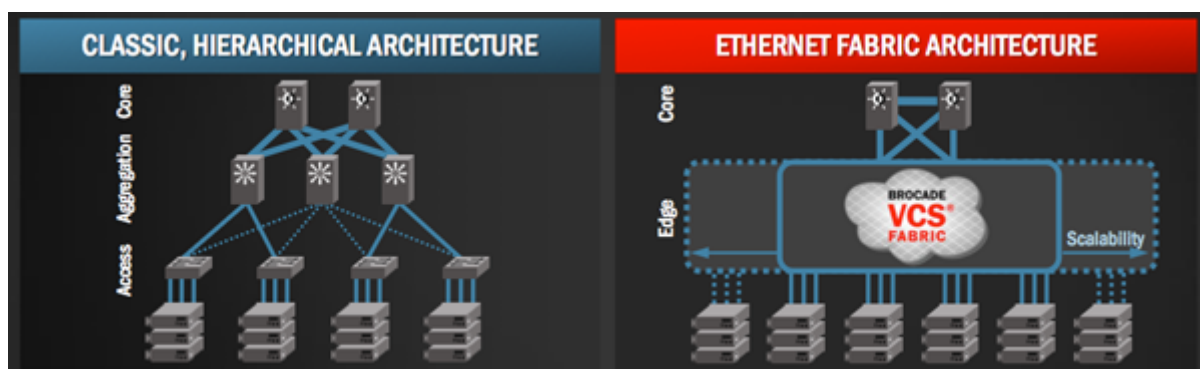 CLASSIC, HIERARCHICAL ARCHITECTURE
Core
Aggregation
Access
ETHERNET FABRIC ARCHITECTURE
Core
Edge
BROCADE
VCS®
FABRIC
Scalability